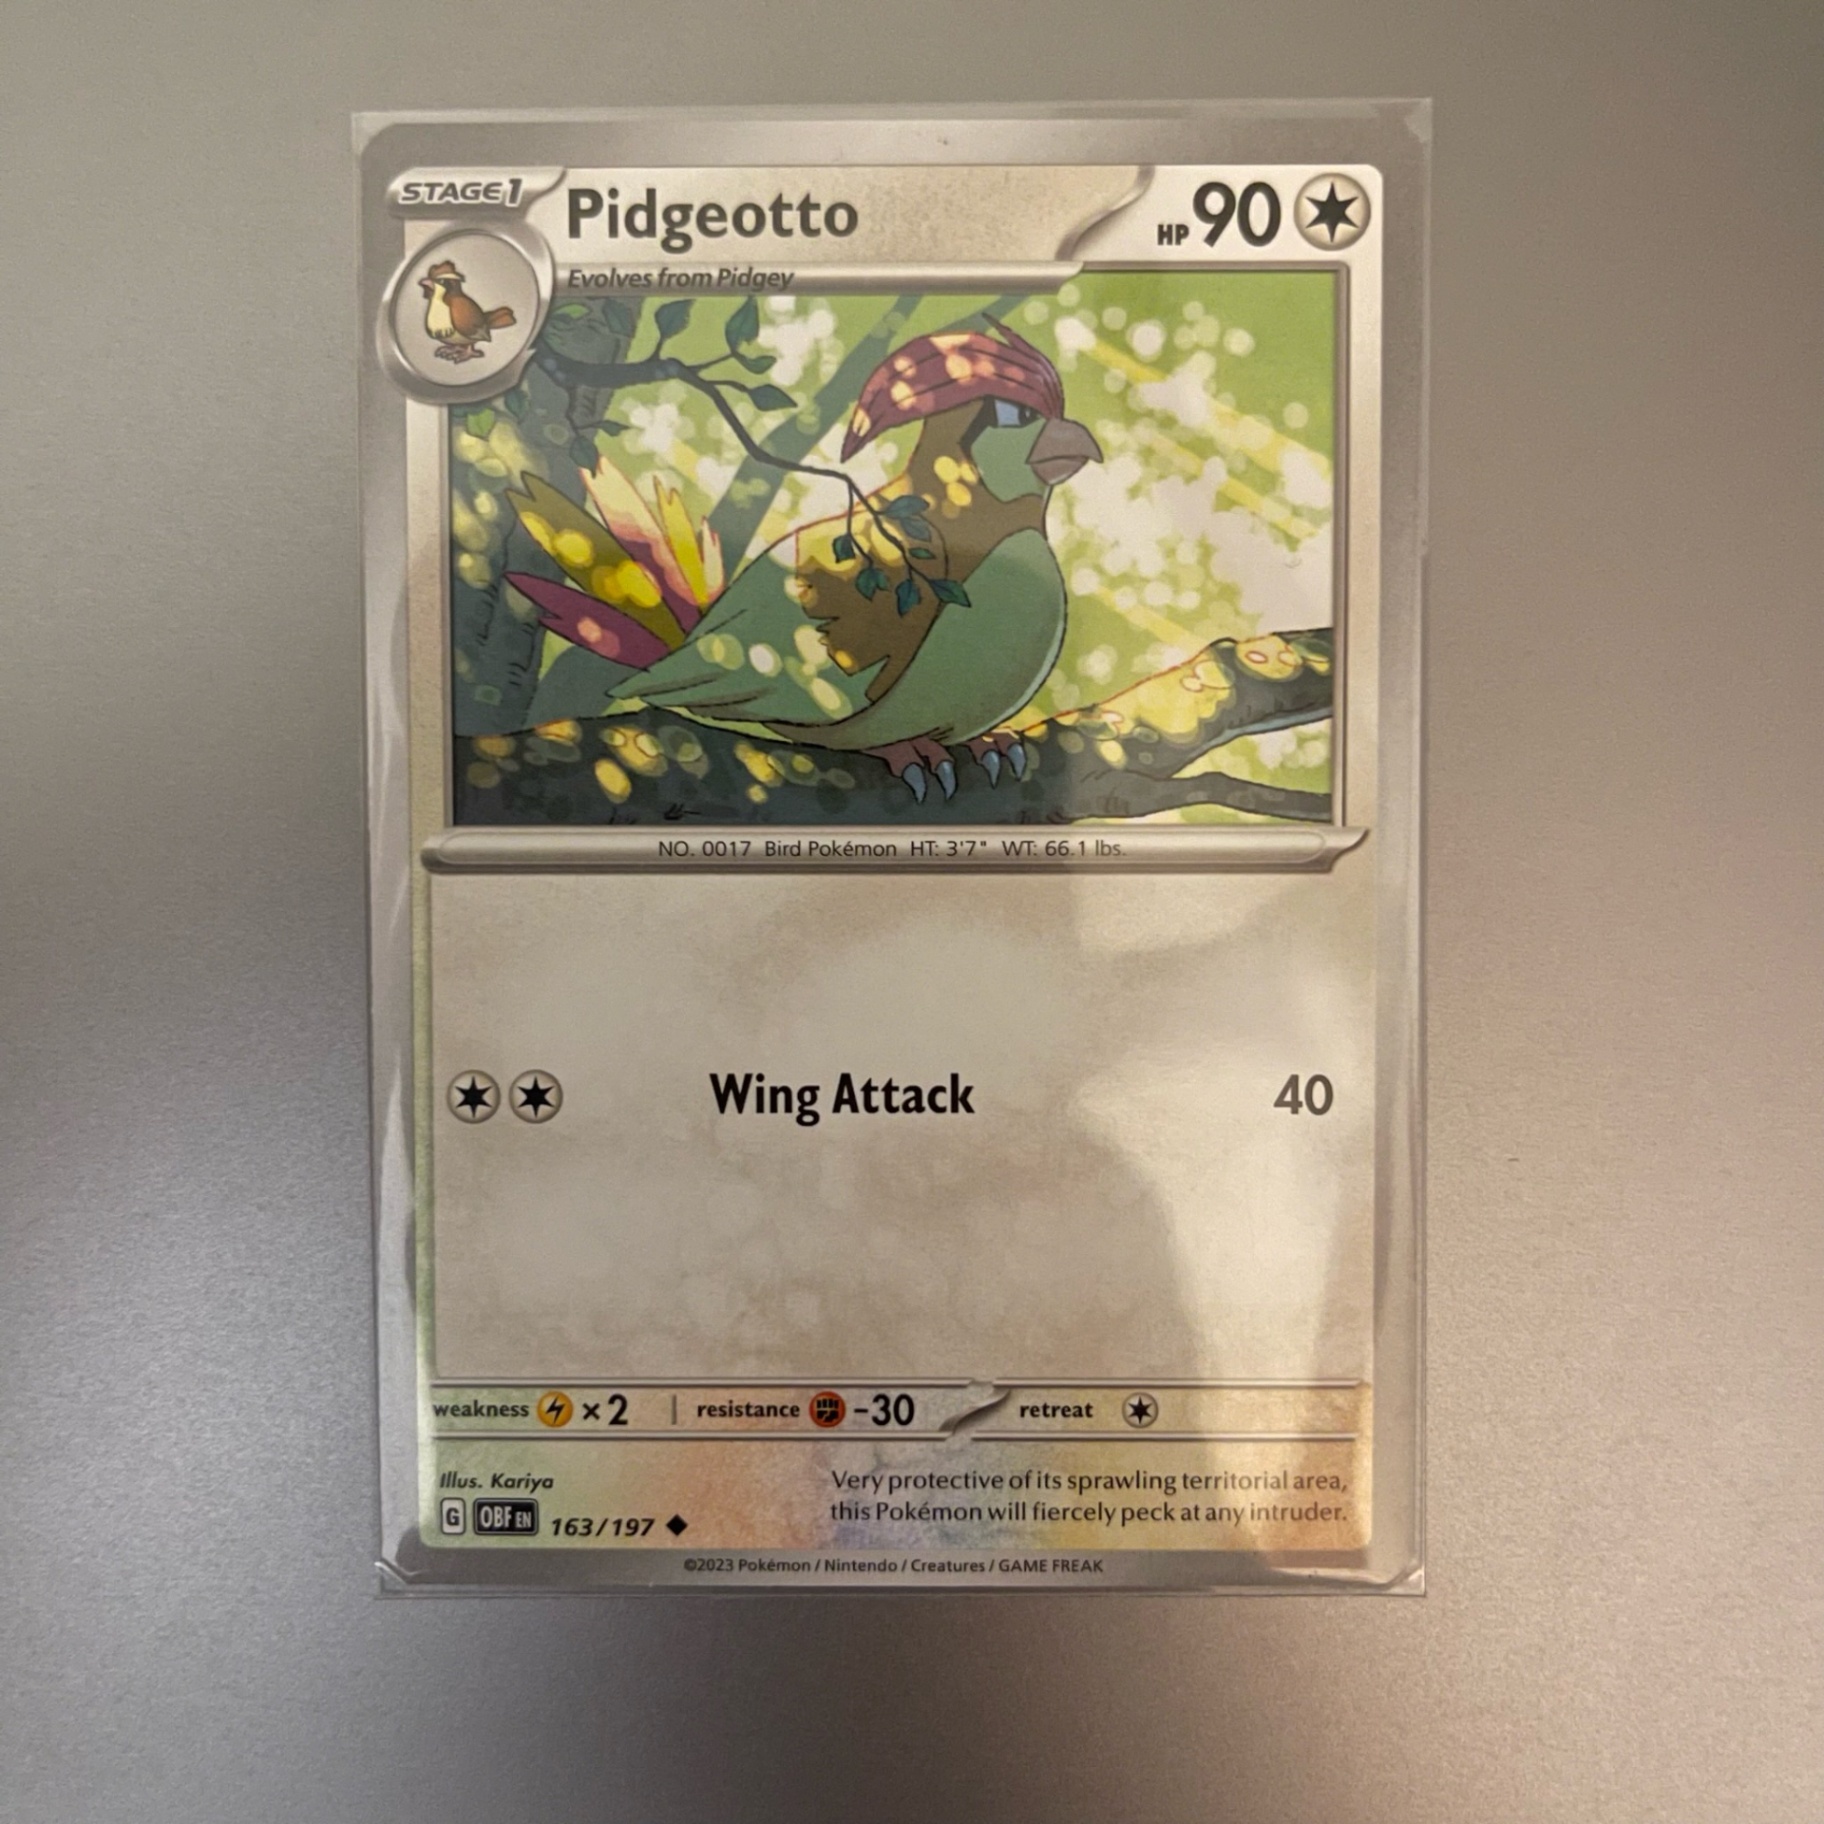 STAGE 1
Pidgeotto
HP 90
Evolves from Pidgey
NO. 0017 Bird Pokémon HT: 3'7" WT: 66.1 lbs.
Wing Attack 40
weakness ×2 | resistance -30 retreat
Illus. Kariya
Very protective of its sprawling territorial area,
this Pokémon will fiercely peck at any intruder.
G OBF EN 163/197
©2023 Pokémon / Nintendo / Creatures / GAME FREAK